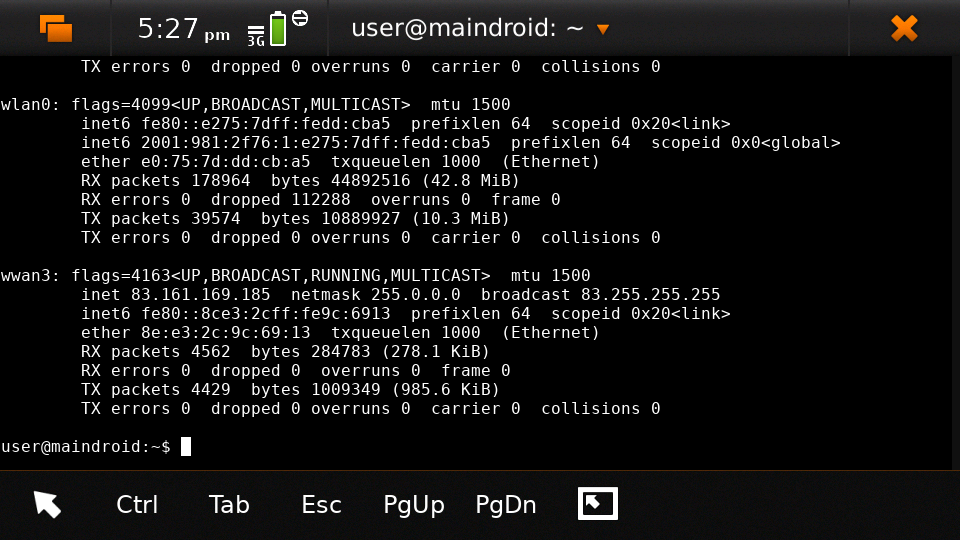 5:27 pm 3G user@maindroid: ~
TX errors 0  dropped 0 overruns 0  carrier 0  collisions 0
wlan0: flags=4099<UP,BROADCAST,MULTICAST>  mtu 1500
inet6 fe80::e275:7dff:fedd:cba5  prefixlen 64  scopeid 0x20<link>
inet6 2001:981:2f76:1:e275:7dff:fedd:cba5  prefixlen 64  scopeid 0x0<global>
ether e0:75:7d:dd:cb:a5  txqueuelen 1000  (Ethernet)
RX packets 178964  bytes 44892516 (42.8 MiB)
RX errors 0  dropped 112288  overruns 0  frame 0
TX packets 39574  bytes 10889927 (10.3 MiB)
TX errors 0  dropped 0 overruns 0  carrier 0  collisions 0
wwan3: flags=4163<UP,BROADCAST,RUNNING,MULTICAST>  mtu 1500
inet 83.161.169.185  netmask 255.0.0.0  broadcast 83.255.255.255
inet6 fe80::8ce3:2cff:fe9c:6913  prefixlen 64  scopeid 0x20<link>
ether 8e:e3:2c:9c:69:13  txqueuelen 1000  (Ethernet)
RX packets 4562  bytes 284783 (278.1 KiB)
RX errors 0  dropped 0  overruns 0  frame 0
TX packets 4429  bytes 1009349 (985.6 KiB)
TX errors 0  dropped 0 overruns 0  carrier 0  collisions 0
user@maindroid:~$
Ctrl Tab Esc PgUp PgDn